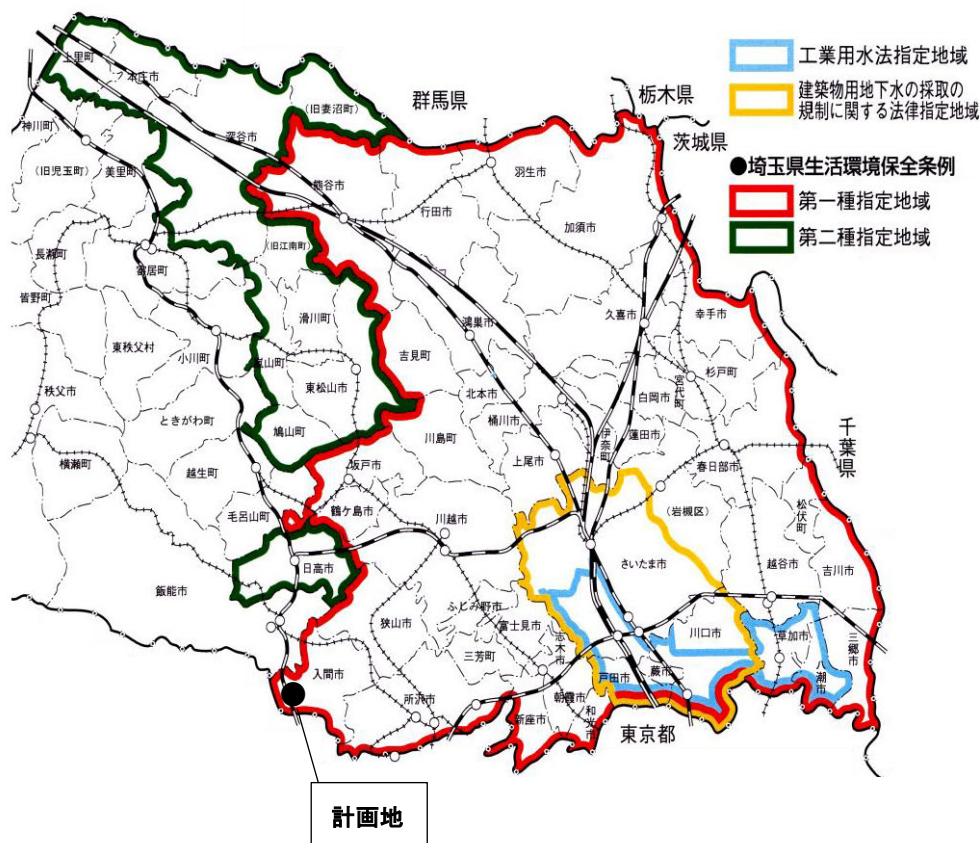 工業用水法指定地域
建築物用地下水の採取の
規制に関する法律指定地域
●埼玉県生活環境保全条例
第一種指定地域
第二種指定地域
群馬県
栃木県
茨城県
千葉県
東京都
上里町
本庄市
(旧妻沼町)
神川町
深谷市
(旧児玉町)
美里町
熊谷市
羽生市
行田市
加須市
長瀞町
寄居町
(旧江南町)
皆野町
滑川町
鴻巣市
久喜市
幸手市
東秩父村
小川町
嵐山町
東松山市
吉見町
秩父市
北本市
宮代町
杉戸町
白岡市
ときがわ町
鳩山町
川島町
桶川市
伊奈町
蓮田市
横瀬町
越生町
坂戸市
上尾市
春日部市
毛呂山町
鶴ヶ島市
川越市
(岩槻区)
松伏町
日高市
さいたま市
越谷市
吉川市
飯能市
狭山市
ふじみ野市
富士見市
志木市
川口市
草加市
三郷市
入間市
三芳町
戸田市
蕨市
八潮市
所沢市
朝霞市
新座市
和光市
計画地